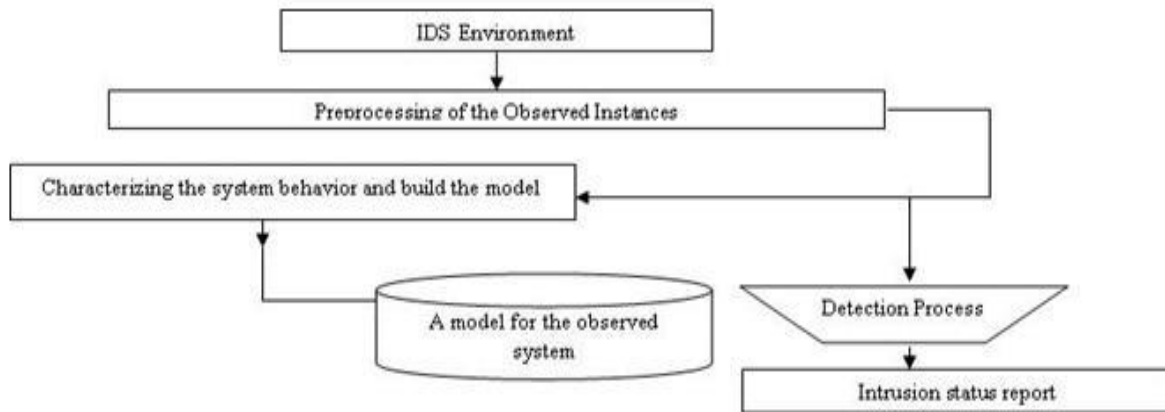 IDS Environment
Preprocessing of the Observed Instances
Characterizing the system behavior and build the model
A model for the observed
system
Detection Process
Intrusion status report